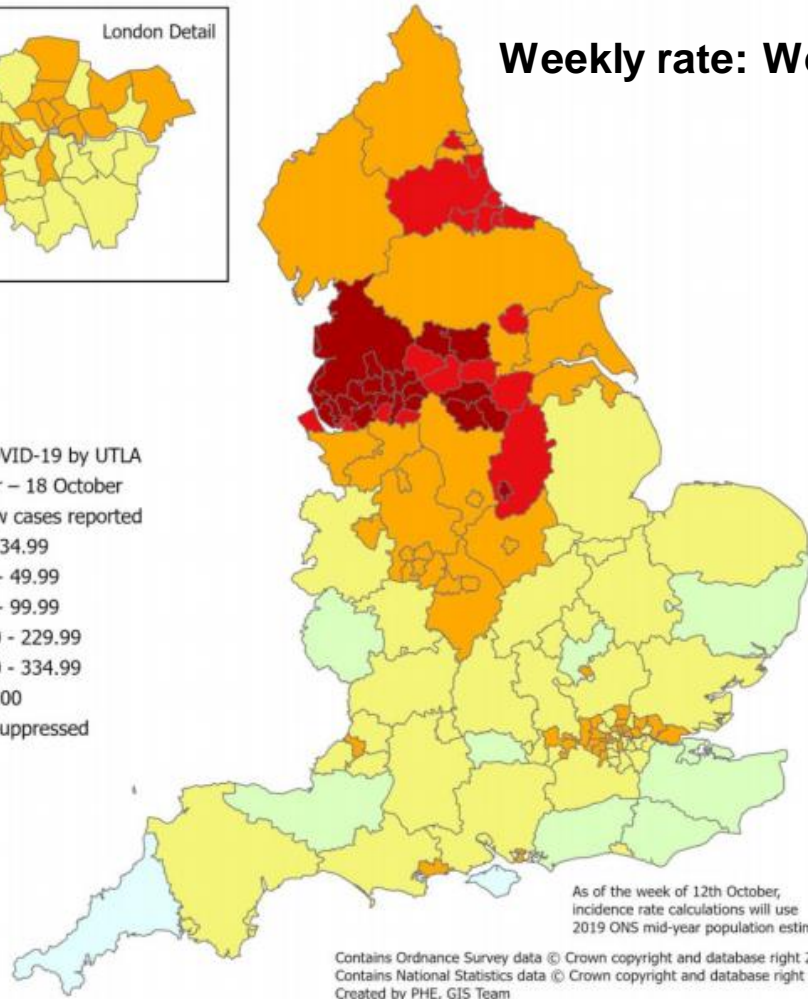 London Detail
Weekly rate: We
VID-19 by UTLA
– 18 October
w cases reported
34.99
- 49.99
- 99.99
- 229.99
- 334.99
00
uppressed
As of the week of 12th October,
incidence rate calculations will use
2019 ONS mid-year population estim
Contains Ordnance Survey data © Crown copyright and database right 2
Contains National Statistics data © Crown copyright and database right
Created by PHE, GIS Team